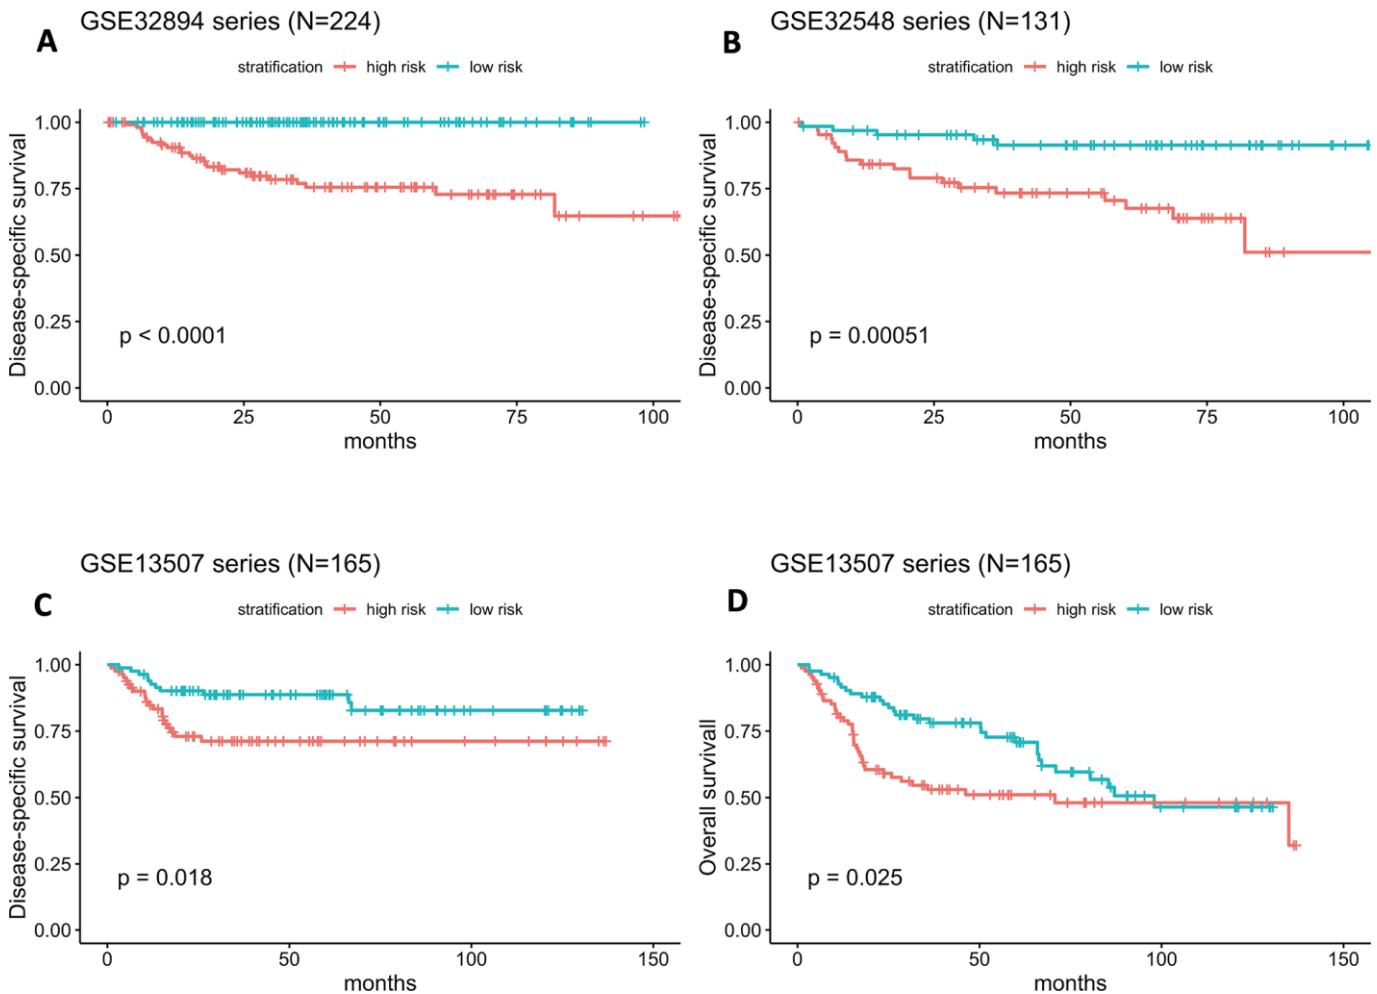 A
GSE32894 series (N=224)
stratification high risk low risk
Disease-specific survival
1.00
0.75
0.50
0.25
0.00
p < 0.0001
0 25 50 75 100
months
B
GSE32548 series (N=131)
stratification high risk low risk
Disease-specific survival
1.00
0.75
0.50
0.25
0.00
p = 0.00051
0 25 50 75 100
months
C
GSE13507 series (N=165)
stratification high risk low risk
Disease-specific survival
1.00
0.75
0.50
0.25
0.00
p = 0.018
0 50 100 150
months
D
GSE13507 series (N=165)
stratification high risk low risk
Overall survivall
1.00
0.75
0.50
0.25
0.00
p = 0.025
0 50 100 150
months